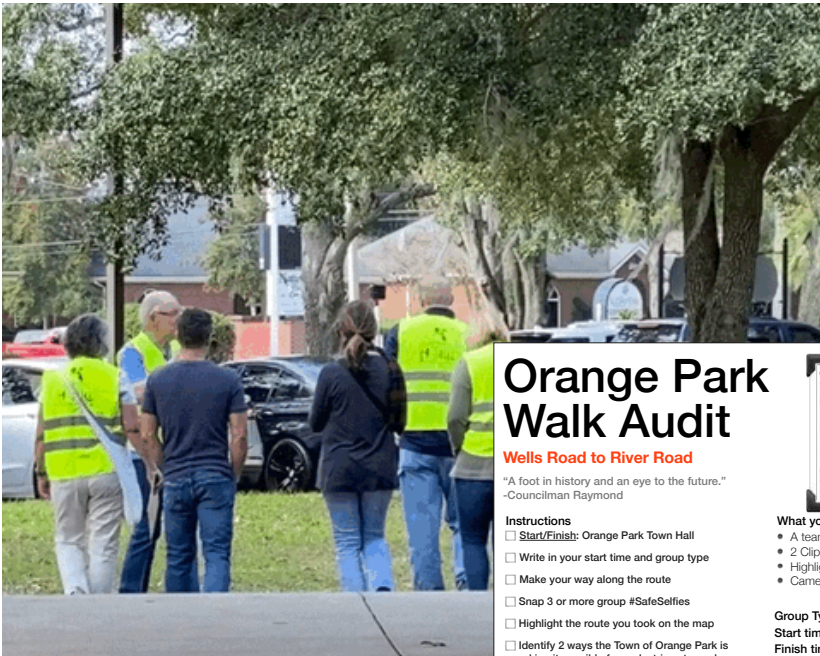 Orange Park
Walk Audit
Wells Road to River Road
“A foot in history and an eye to the future.”
-Councilman Raymond
Instructions
Start/Finish: Orange Park Town Hall
Write in your start time and group type
Make your way along the route
Snap 3 or more group #SafeSelfies
Highlight the route you took on the map
Identify 2 ways the Town of Orange Park is
What yo
A tea
2 Clip
Highli
Came
Group Ty
Start tim
Finish ti